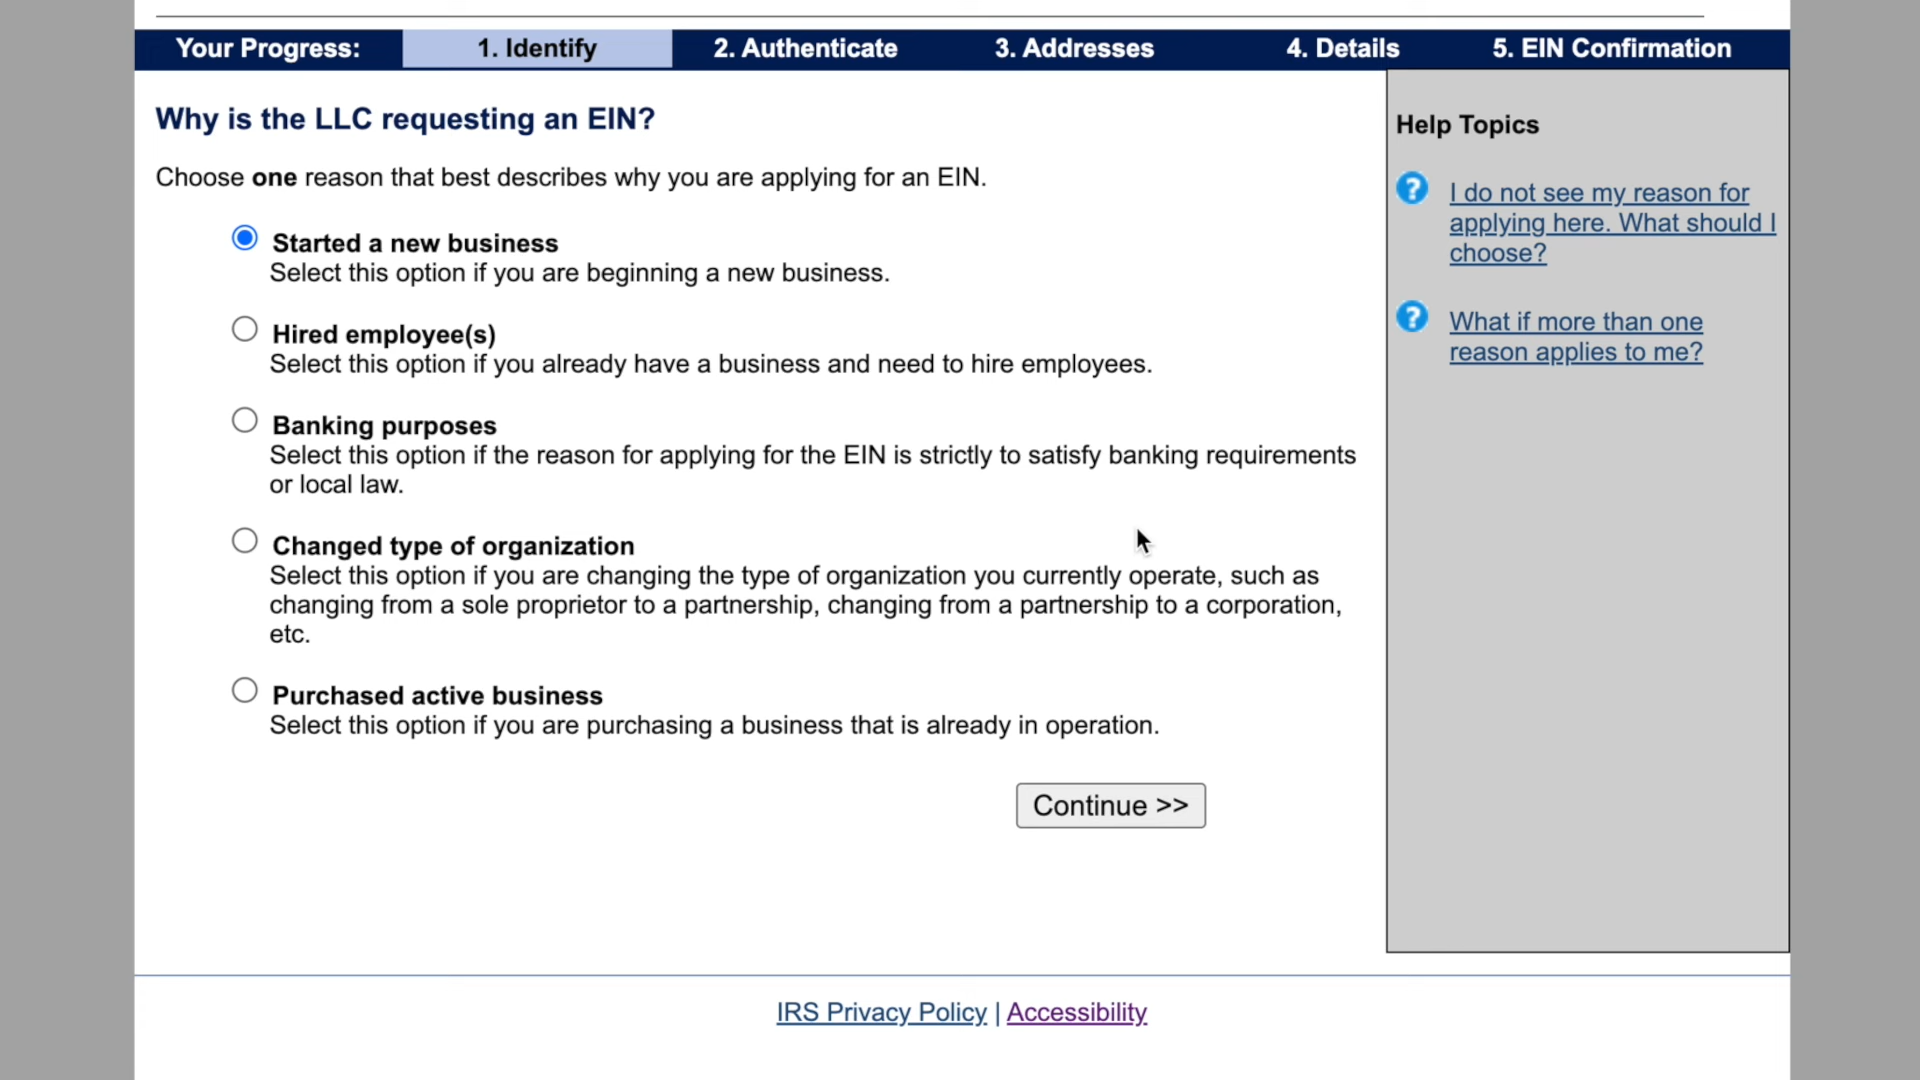 Your Progress: 1. Identify 2. Authenticate 3. Addresses 4. Details 5. EIN Confirmation
Why is the LLC requesting an EIN?
Choose one reason that best describes why you are applying for an EIN.
Started a new business
Select this option if you are beginning a new business.
Hired employee(s)
Select this option if you already have a business and need to hire employees.
Banking purposes
Select this option if the reason for applying for the EIN is strictly to satisfy banking requirements
or local law.
Changed type of organization
Select this option if you are changing the type of organization you currently operate, such as
changing from a sole proprietor to a partnership, changing from a partnership to a corporation,
etc.
Purchased active business
Select this option if you are purchasing a business that is already in operation.
Continue >>
Help Topics
? I do not see my reason for
applying here. What should I
choose?
? What if more than one
reason applies to me?
IRS Privacy Policy | Accessibility